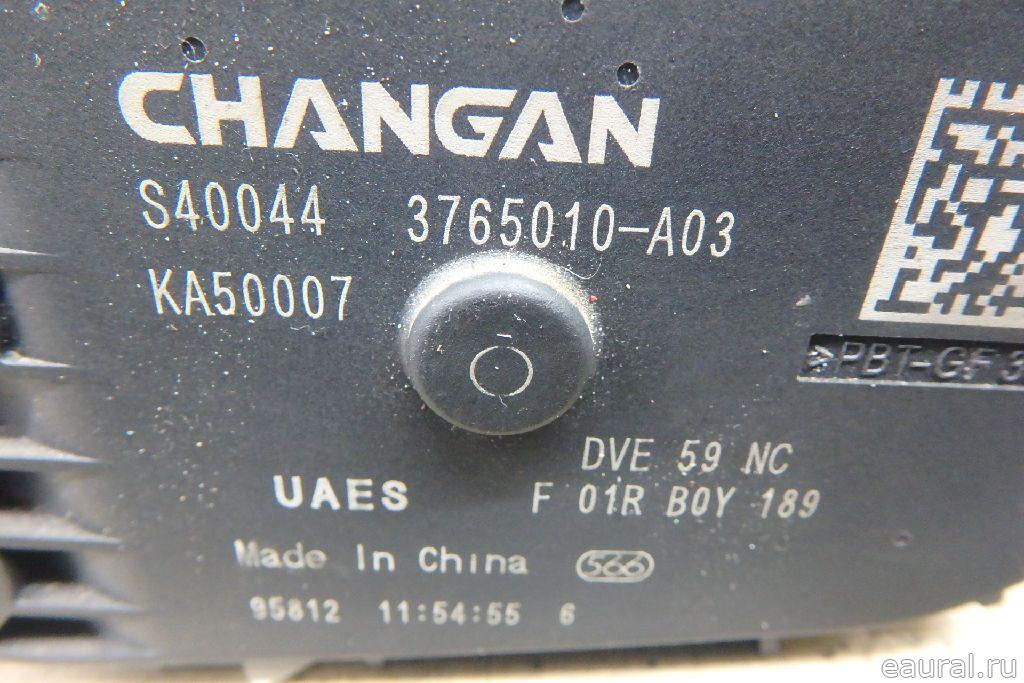 CHANGAN
S40044 3765010-A03
KA50007
>PBT-GF3
DVE 59 NC
UAES F 01R B0Y 189
Made In China 566
95812 11:54:55 6
eaural.ru